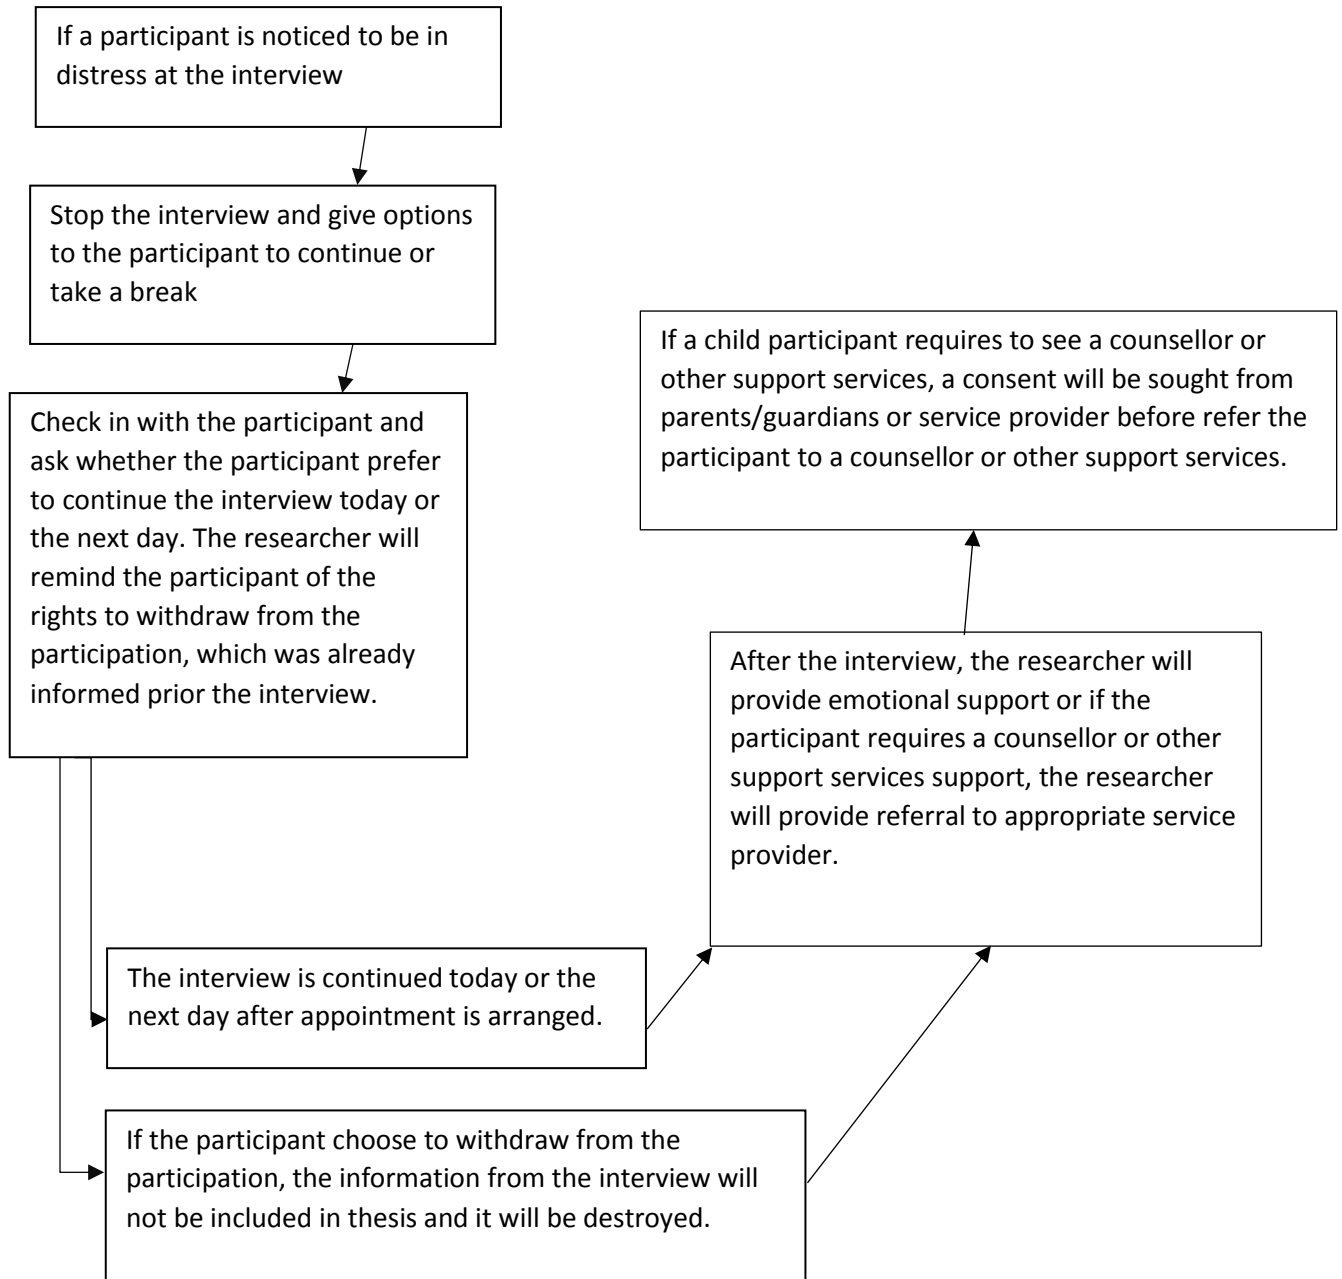 If a participant is noticed to be in
distress at the interview
Stop the interview and give options
to the participant to continue or
take a break
Check in with the participant and
ask whether the participant prefer
to continue the interview today or
the next day. The researcher will
remind the participant of the
rights to withdraw from the
participation, which was already
informed prior the interview.
The interview is continued today or the
next day after appointment is arranged.
If the participant choose to withdraw from the
participation, the information from the interview will
not be included in thesis and it will be destroyed.
After the interview, the researcher will
provide emotional support or if the
participant requires a counsellor or other
support services support, the researcher
will provide referral to appropriate service
provider.
If a child participant requires to see a counsellor or
other support services, a consent will be sought from
parents/guardians or service provider before refer the
participant to a counsellor or other support services.